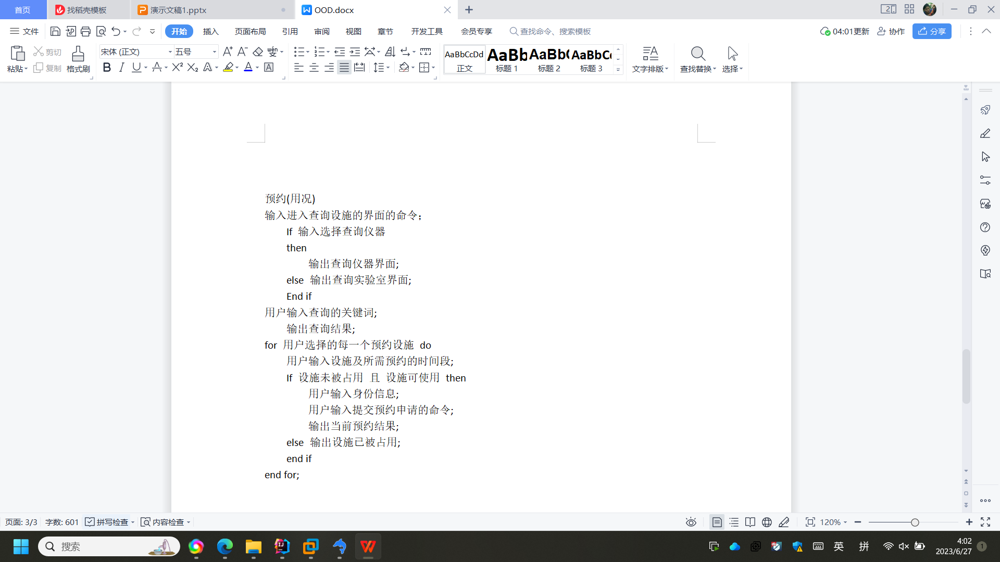 首页 找稻壳模板 演示文稿1.pptx OOD.docx
文件 开始 插入 页面布局 引用 审阅 视图 章节 开发工具 会员专享 查找命令、搜索模板 04:01更新 协作 分享
粘贴 剪切 复制 格式刷 宋体 (正文) 五号 AaBbCcDd 正文 AaBb 标题 1 AaBb( 标题 2 AaBbC 标题 3 文字排版 查找替换 选择
预约(用况)
输入进入查询设施的界面的命令;
If 输入选择查询仪器
then
输出查询仪器界面;
else 输出查询实验室界面;
End if
用户输入查询的关键词;
输出查询结果;
for 用户选择的每一个预约设施 do
用户输入设施及所需预约的时间段;
If 设施未被占用 且 设施可使用 then
用户输入身份信息;
用户输入提交预约申请的命令;
输出当前预约结果;
else 输出设施已被占用;
end if
end for;
页面: 3/3 字数: 601 拼写检查 内容检查 120%
搜索 英 拼 4:02
2023/6/27 1